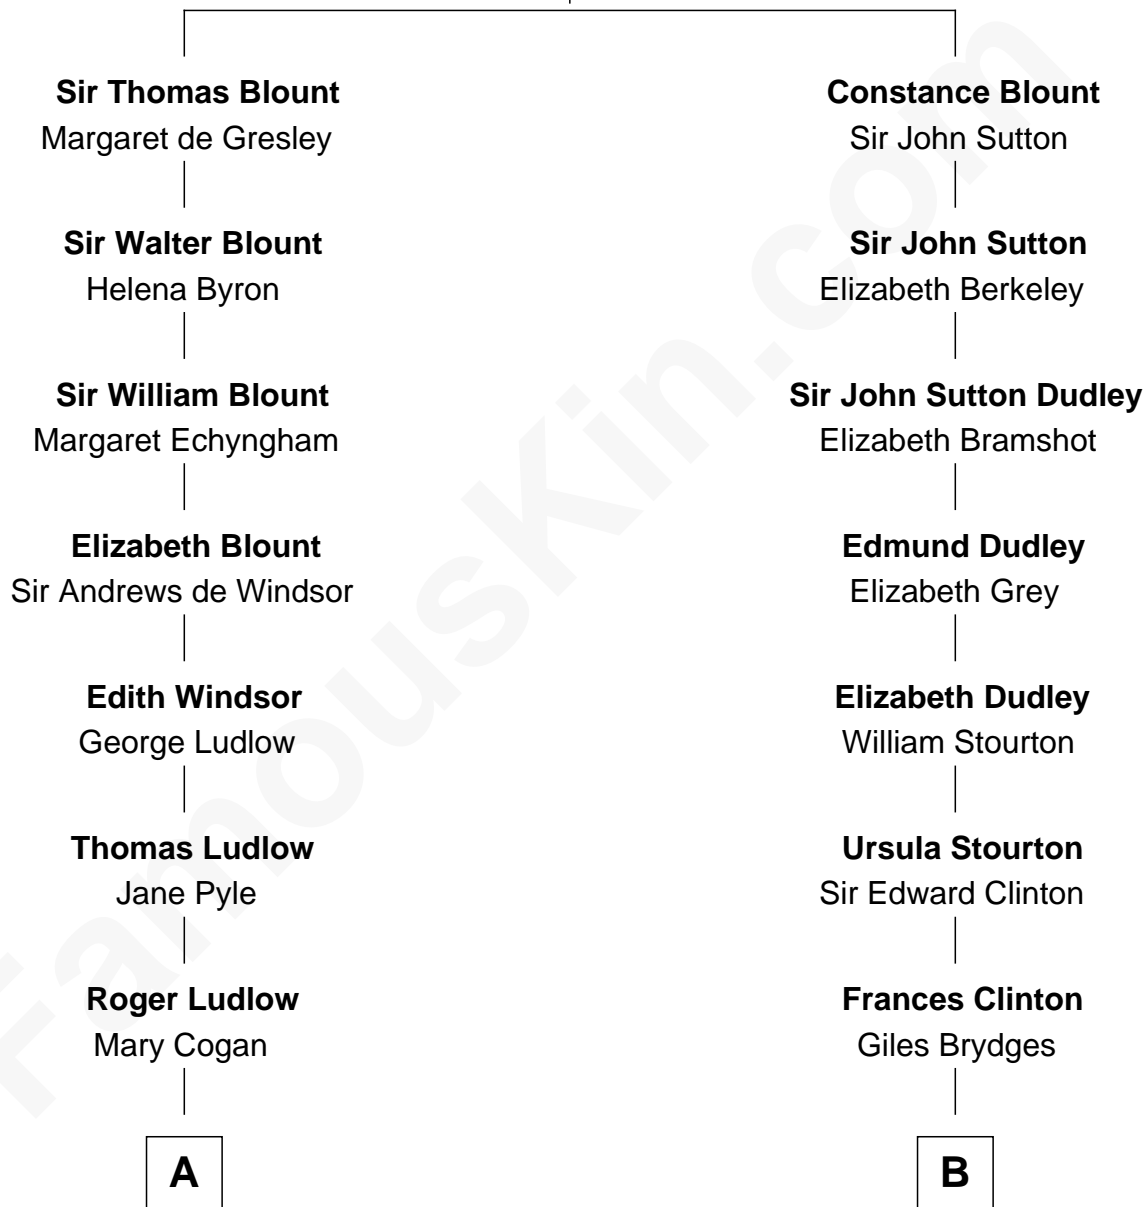 Sir Thomas Blount
Margaret de Gresley
Sir Walter Blount
Helena Byron
Sir William Blount
Margaret Echyngham
Elizabeth Blount
Sir Andrews de Windsor
Edith Windsor
George Ludlow
Thomas Ludlow
Jane Pyle
Roger Ludlow
Mary Cogan
A
Constance Blount
Sir John Sutton
Sir John Sutton
Elizabeth Berkeley
Sir John Sutton Dudley
Elizabeth Bramshot
Edmund Dudley
Elizabeth Grey
Elizabeth Dudley
William Stourton
Ursula Stourton
Sir Edward Clinton
Frances Clinton
Giles Brydges
B
FamousKin.com